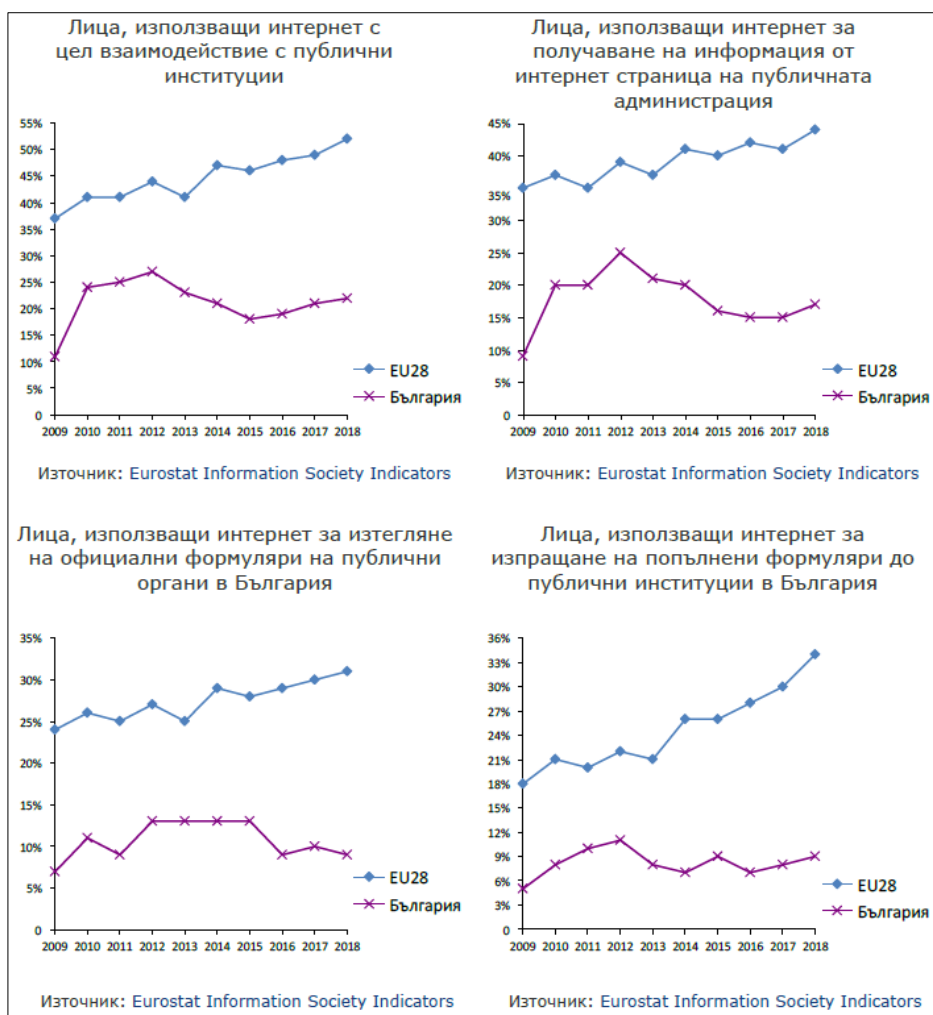 Лица, използващи интернет с
цел взаимодействие с публични
институции
55%
50%
45%
40%
35%
30%
25%
20%
15%
10%
5%
0
2009 2010 2011 2012 2013 2014 2015 2016 2017 2018
EU28
България
Източник: Eurostat Information Society Indicators
Лица, използващи интернет за
получаване на информация от
интернет страница на публичната
администрация
45%
40%
35%
30%
25%
20%
15%
10%
5%
0
2009 2010 2011 2012 2013 2014 2015 2016 2017 2018
EU28
България
Източник: Eurostat Information Society Indicators
Лица, използващи интернет за изтегляне
на официални формуляри на публични
органи в България
35%
30%
25%
20%
15%
10%
5%
0
2009 2010 2011 2012 2013 2014 2015 2016 2017 2018
EU28
България
Източник: Eurostat Information Society Indicators
Лица, използващи интернет за
изпращане на попълнени формуляри до
публични институции в България
36%
33%
30%
27%
24%
21%
18%
15%
12%
9%
6%
3%
0
2009 2010 2011 2012 2013 2014 2015 2016 2017 2018
EU28
България
Източник: Eurostat Information Society Indicators